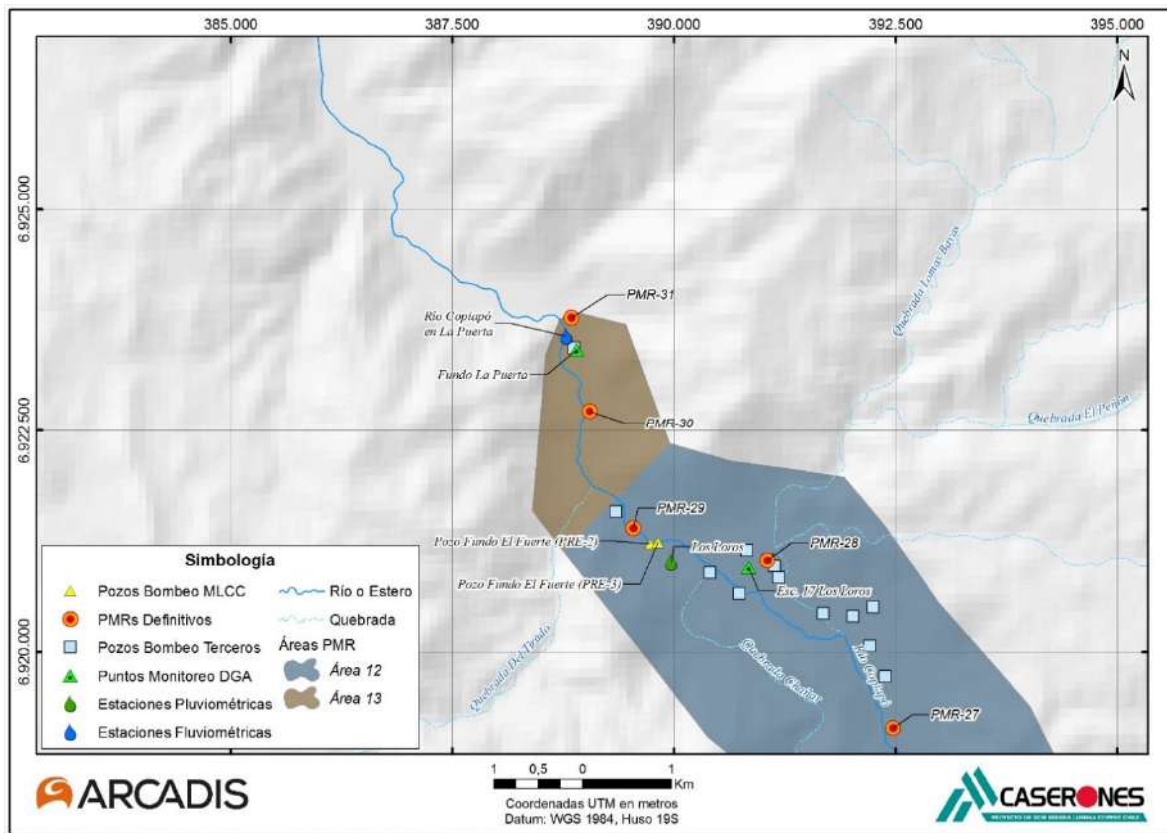 385.000
387.500
390.000
392.500
395.000
N
6.925.000
6.922.500
6.920.000
Quebrada Lomas Bayas
Quebrada El Peñón
PMR-31
Río Copiapó
en La Puerta
Fundo La Puerta
PMR-30
PMR-29
Pozo Fundo El Fuerte (PRE-2)
Los Loros
PMR-28
Pozo Fundo El Fuerte (PRE-3)
Esc. 17 Los Loros
Quebrada Del Tirado
Quebrada Chañar
Río Copiapó
PMR-27
Simbología
Pozos Bombeo MLCC
PMRs Definitivos
Pozos Bombeo Terceros
Puntos Monitoreo DGA
Estaciones Pluviométricas
Estaciones Fluviométricas
Río o Estero
Quebrada
Áreas PMR
Área 12
Área 13
ARCADIS
1 0,5 0 1
Km
Coordenadas UTM en metros
Datum: WGS 1984, Huso 19S
CASERONES